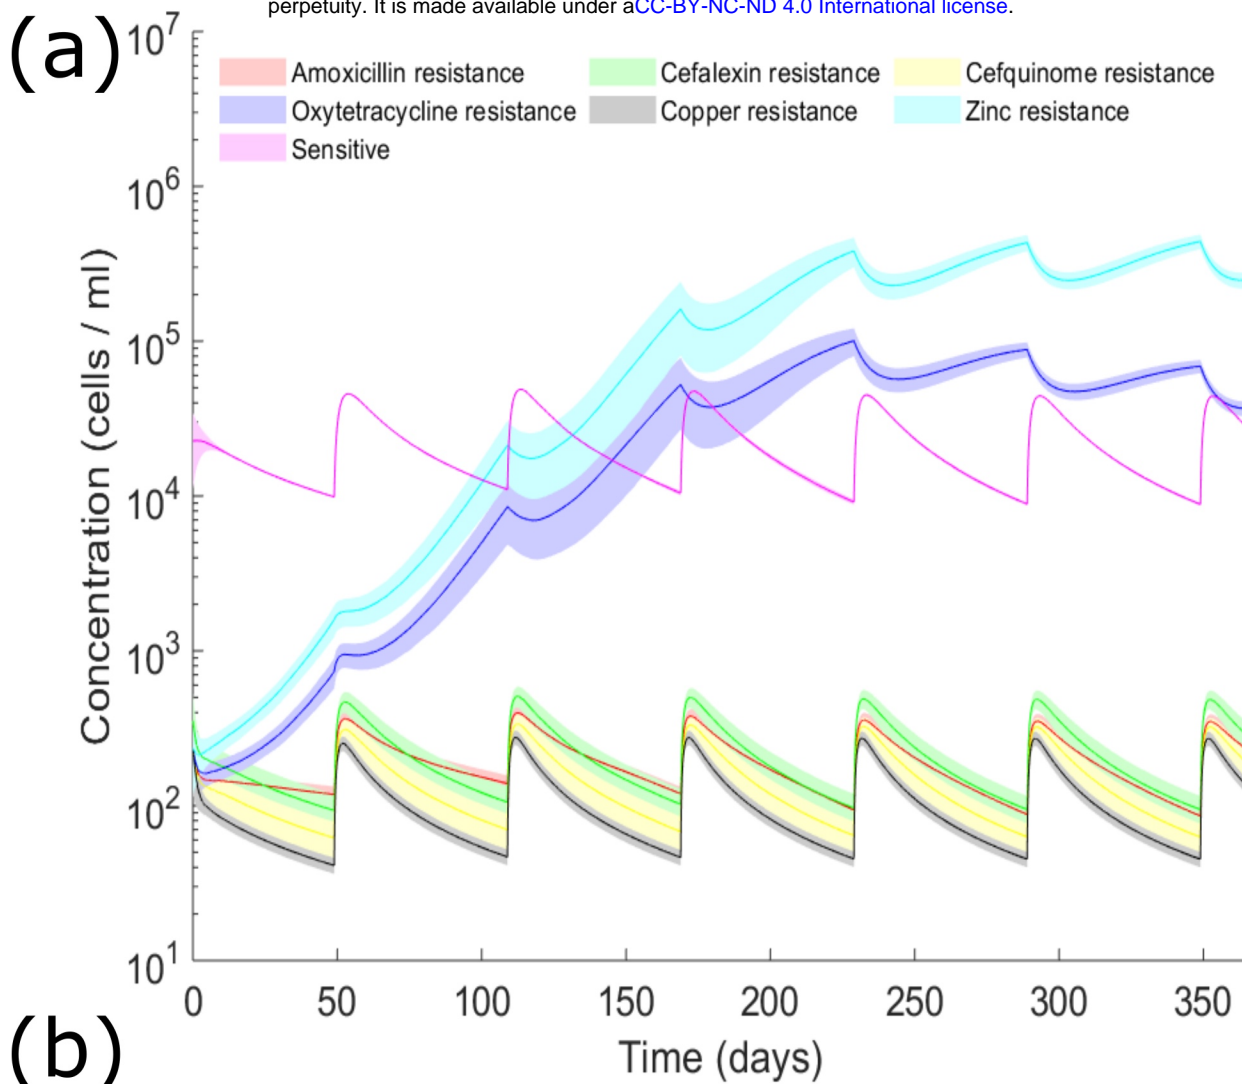 perpetuity. It is made available under aCC-BY-NC-ND 4.0 International license.
(a)
Amoxicillin resistance Cefalexin resistance Cefquinome resistance
Oxytetracycline resistance Copper resistance Zinc resistance
Sensitive
10^7
10^6
10^5
10^4
10^3
10^2
10^1
Concentration (cells / ml)
0 50 100 150 200 250 300 350
Time (days)
(b)